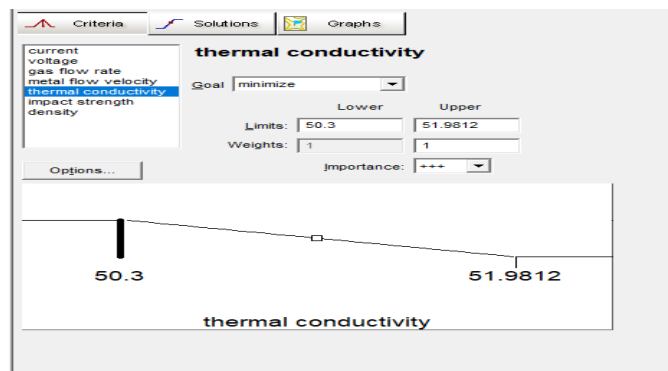 Criteria Solutions Graphs
current
voltage
gas flow rate
metal flow velocity
thermal conductivity
impact strength
density
thermal conductivity
Goal minimize
Lower Upper
Limits: 50.3 51.9812
Weights: 1 1
Options... Importance: +++
50.3 51.9812
thermal conductivity